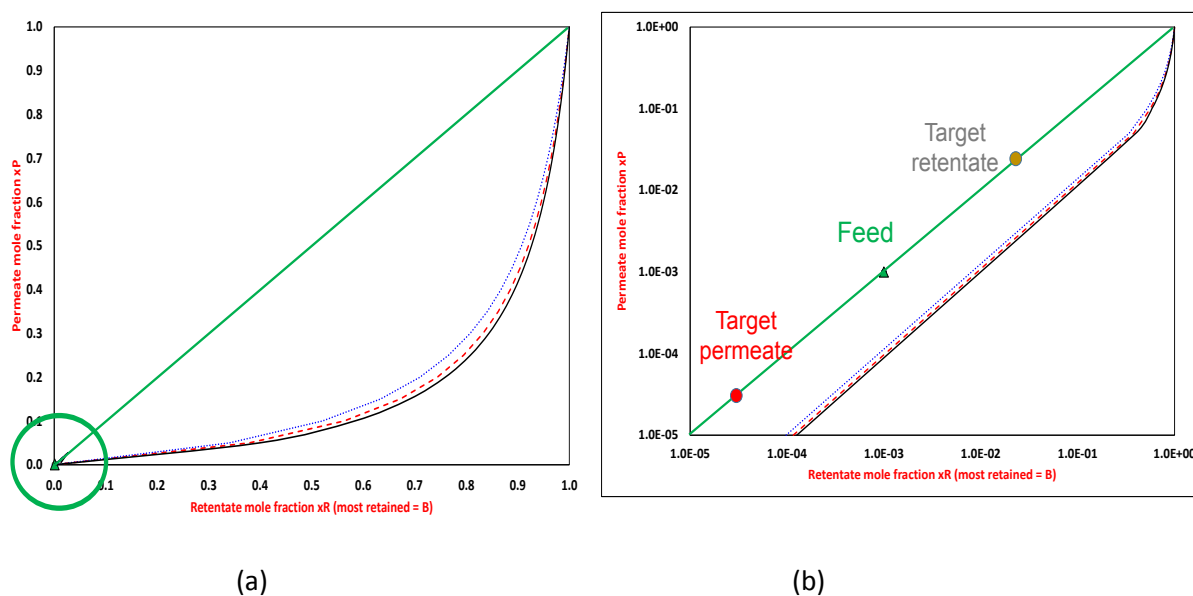 1.0
0.9
0.8
0.7
0.6
0.5
0.4
0.3
0.2
0.1
0.0
Permeate mole fraction xP
0.0 0.1 0.2 0.3 0.4 0.5 0.6 0.7 0.8 0.9 1.0
Retentate mole fraction xR (most retained = B)
(a)
1.0E+00
1.0E-01
1.0E-02
1.0E-03
1.0E-04
1.0E-05
Permeate mole fraction xP
Target
retentate
Feed
Target
permeate
1.0E-05 1.0E-04 1.0E-03 1.0E-02 1.0E-01 1.0E+00
Retentate mole fraction xR (most retained = B)
(b)